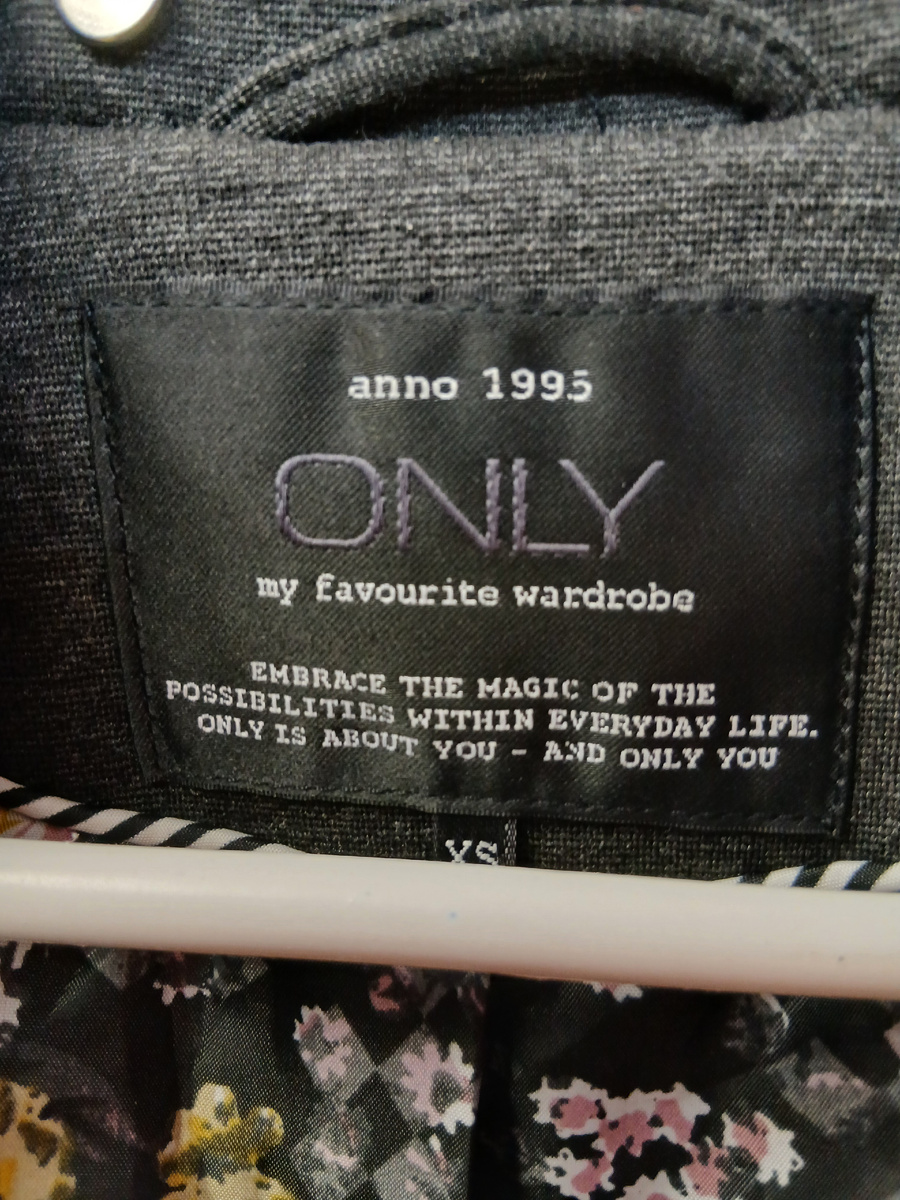 anno 1995
ONLY
my favourite wardrobe
EMBRACE THE MAGIC OF THE
POSSIBILITIES WITHIN EVERYDAY LIFE.
ONLY IS ABOUT YOU - AND ONLY YOU
XS